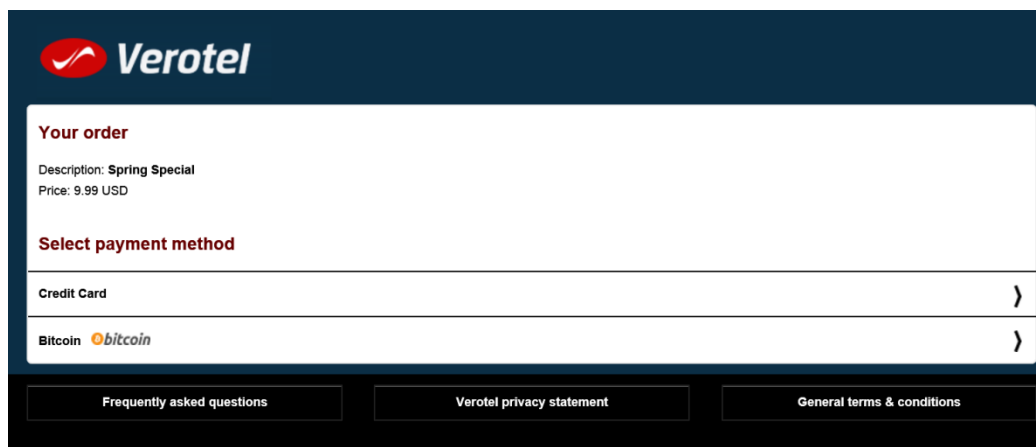 Verotel
Your order
Description: Spring Special
Price: 9.99 USD
Select payment method
Credit Card
Bitcoin bitcoin
Frequently asked questions
Verotel privacy statement
General terms & conditions